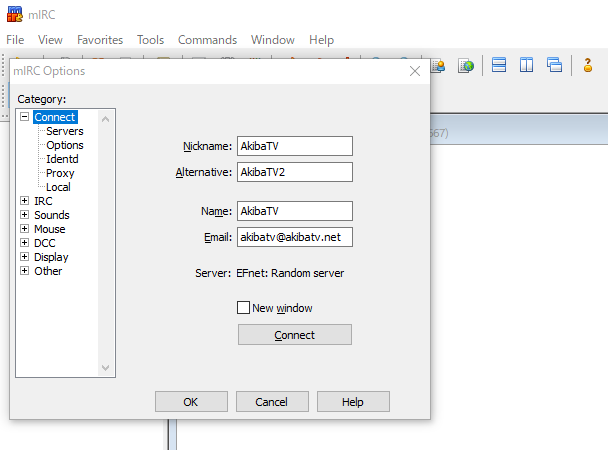 mIRC
File View Favorites Tools Commands Window Help
mIRC Options
Category:
Connect
Servers
Options
Identd
Proxy
Local
IRC
Sounds
Mouse
DCC
Display
Other
Nickname: AkibaTV
Alternative: AkibaTV2
Name: AkibaTV
Email: akibatv@akibatv.net
Server: EFnet: Random server
New window
Connect
OK Cancel Help
667)